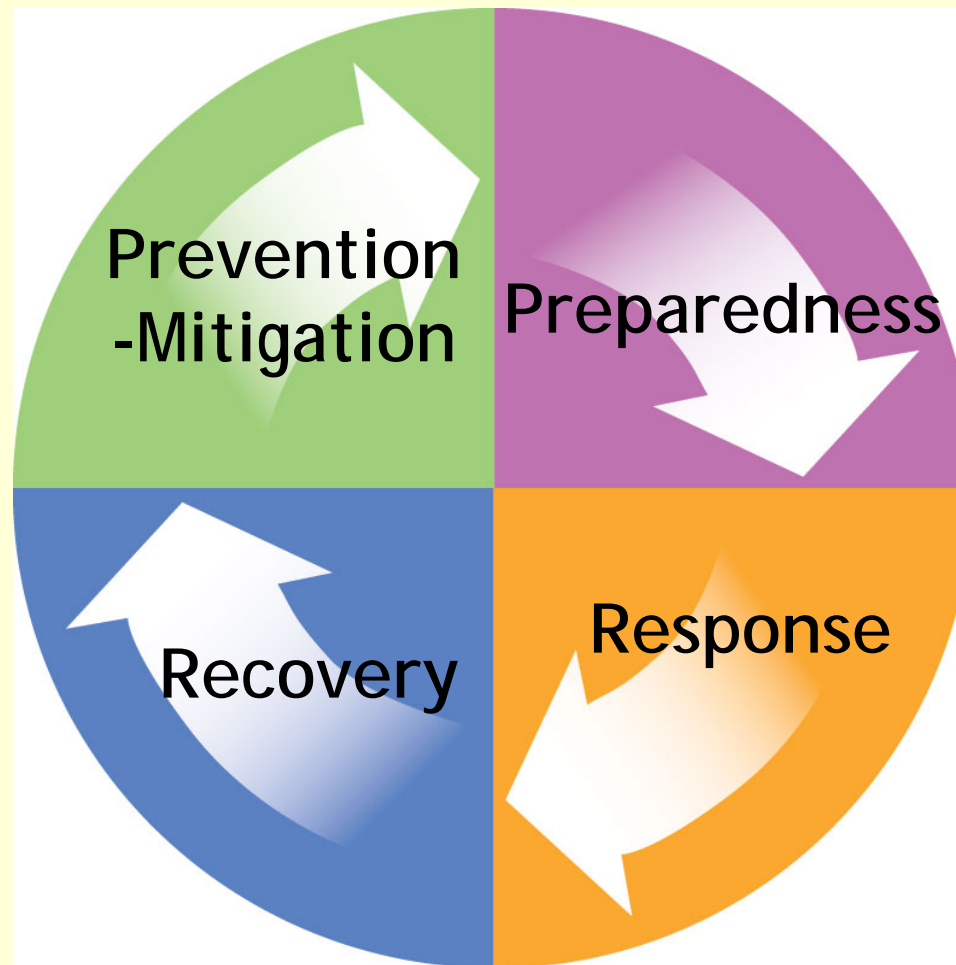 Prevention
-Mitigation
Preparedness
Response
Recovery